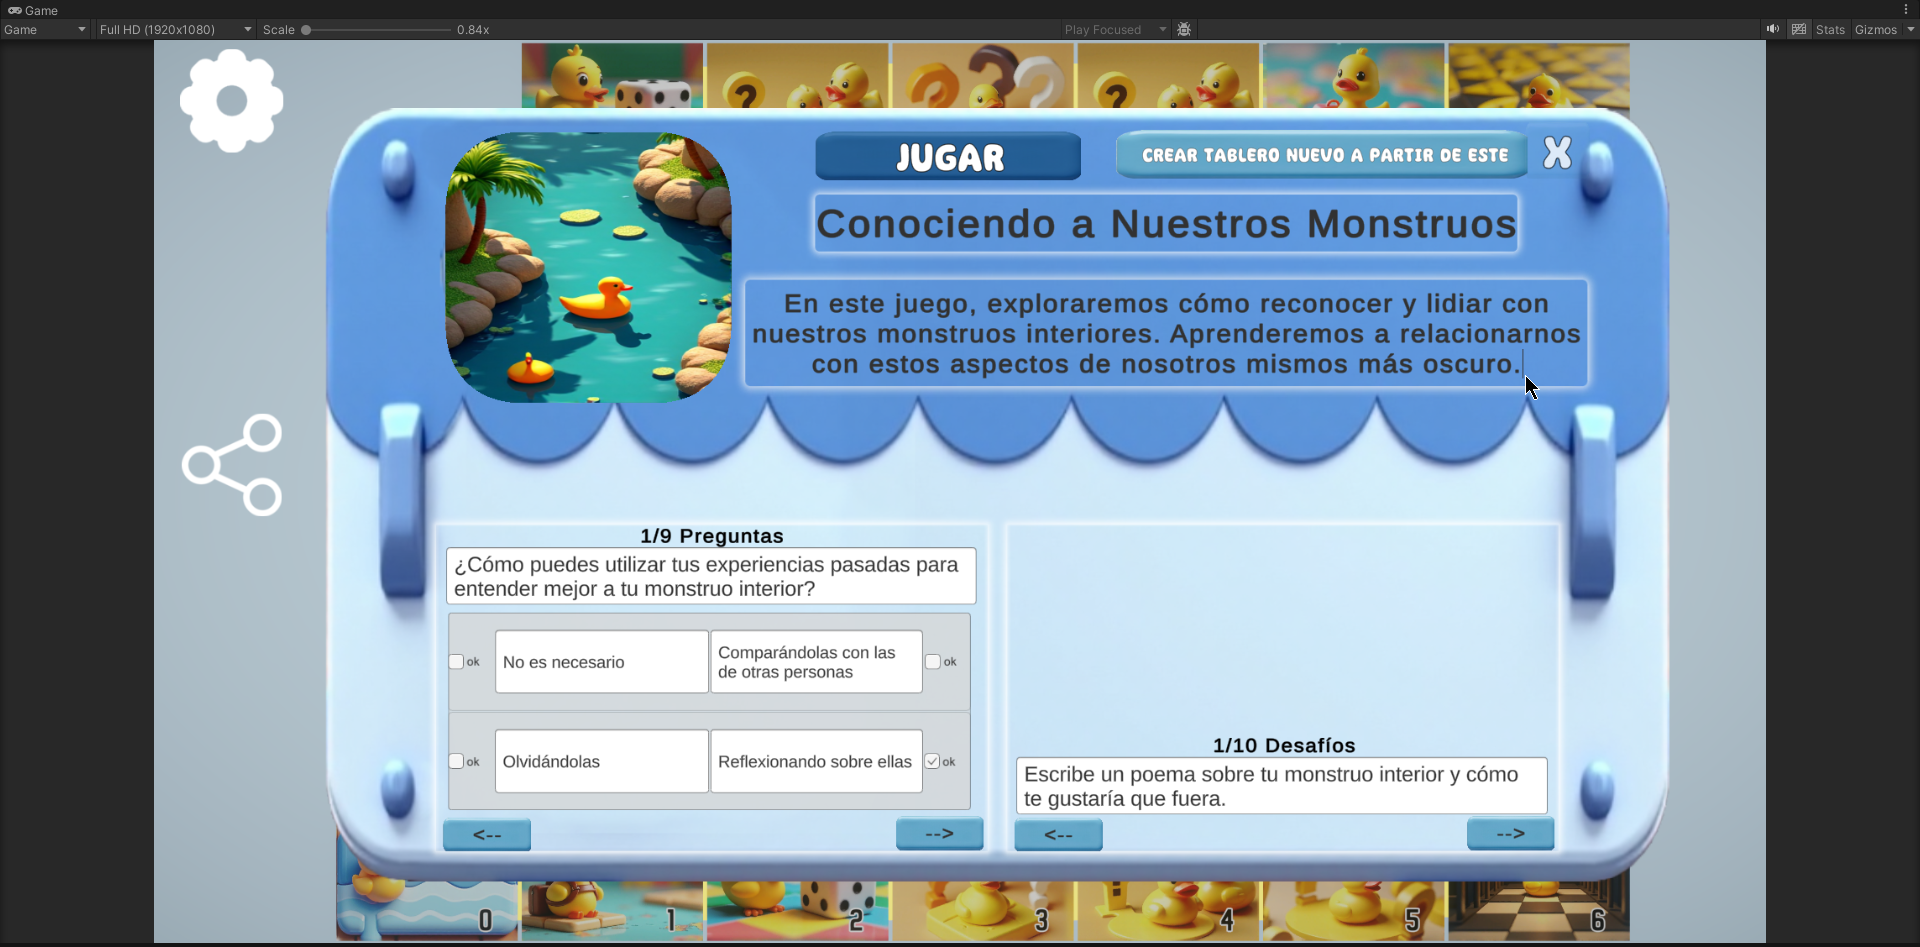 Game
Game
Full HD (1920x1080)
Scale
0.84x
Play Focused
Stats
Gizmos
?
?
?
?
?
JUGAR
CREAR TABLERO NUEVO A PARTIR DE ESTE
X
Conociendo a Nuestros Monstruos
En este juego, exploraremos cómo reconocer y lidiar con
nuestros monstruos interiores. Aprenderemos a relacionarnos
con estos aspectos de nosotros mismos más oscuro.
1/9 Preguntas
¿Cómo puedes utilizar tus experiencias pasadas para
entender mejor a tu monstruo interior?
ok
No es necesario
Comparándolas con las
de otras personas
ok
ok
Olvidándolas
Reflexionando sobre ellas
ok
<--
-->
1/10 Desafíos
Escribe un poema sobre tu monstruo interior y cómo
te gustaría que fuera.
<--
-->
0
1
2
3
4
5
6